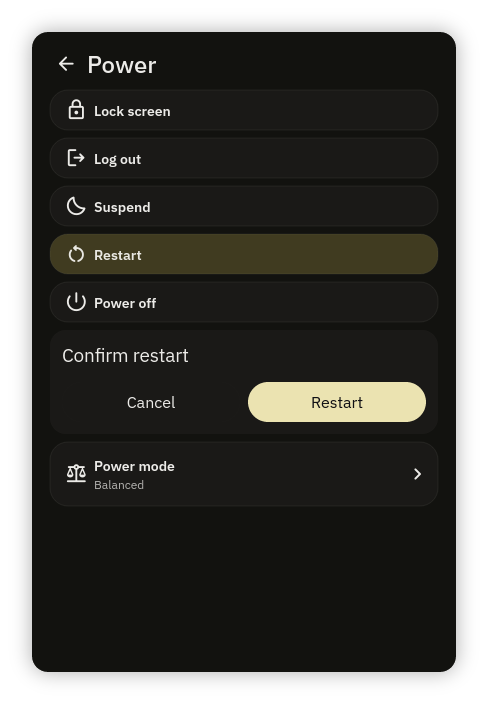 Power
Lock screen
Log out
Suspend
Restart
Power off
Confirm restart
Cancel
Restart
Power mode
Balanced